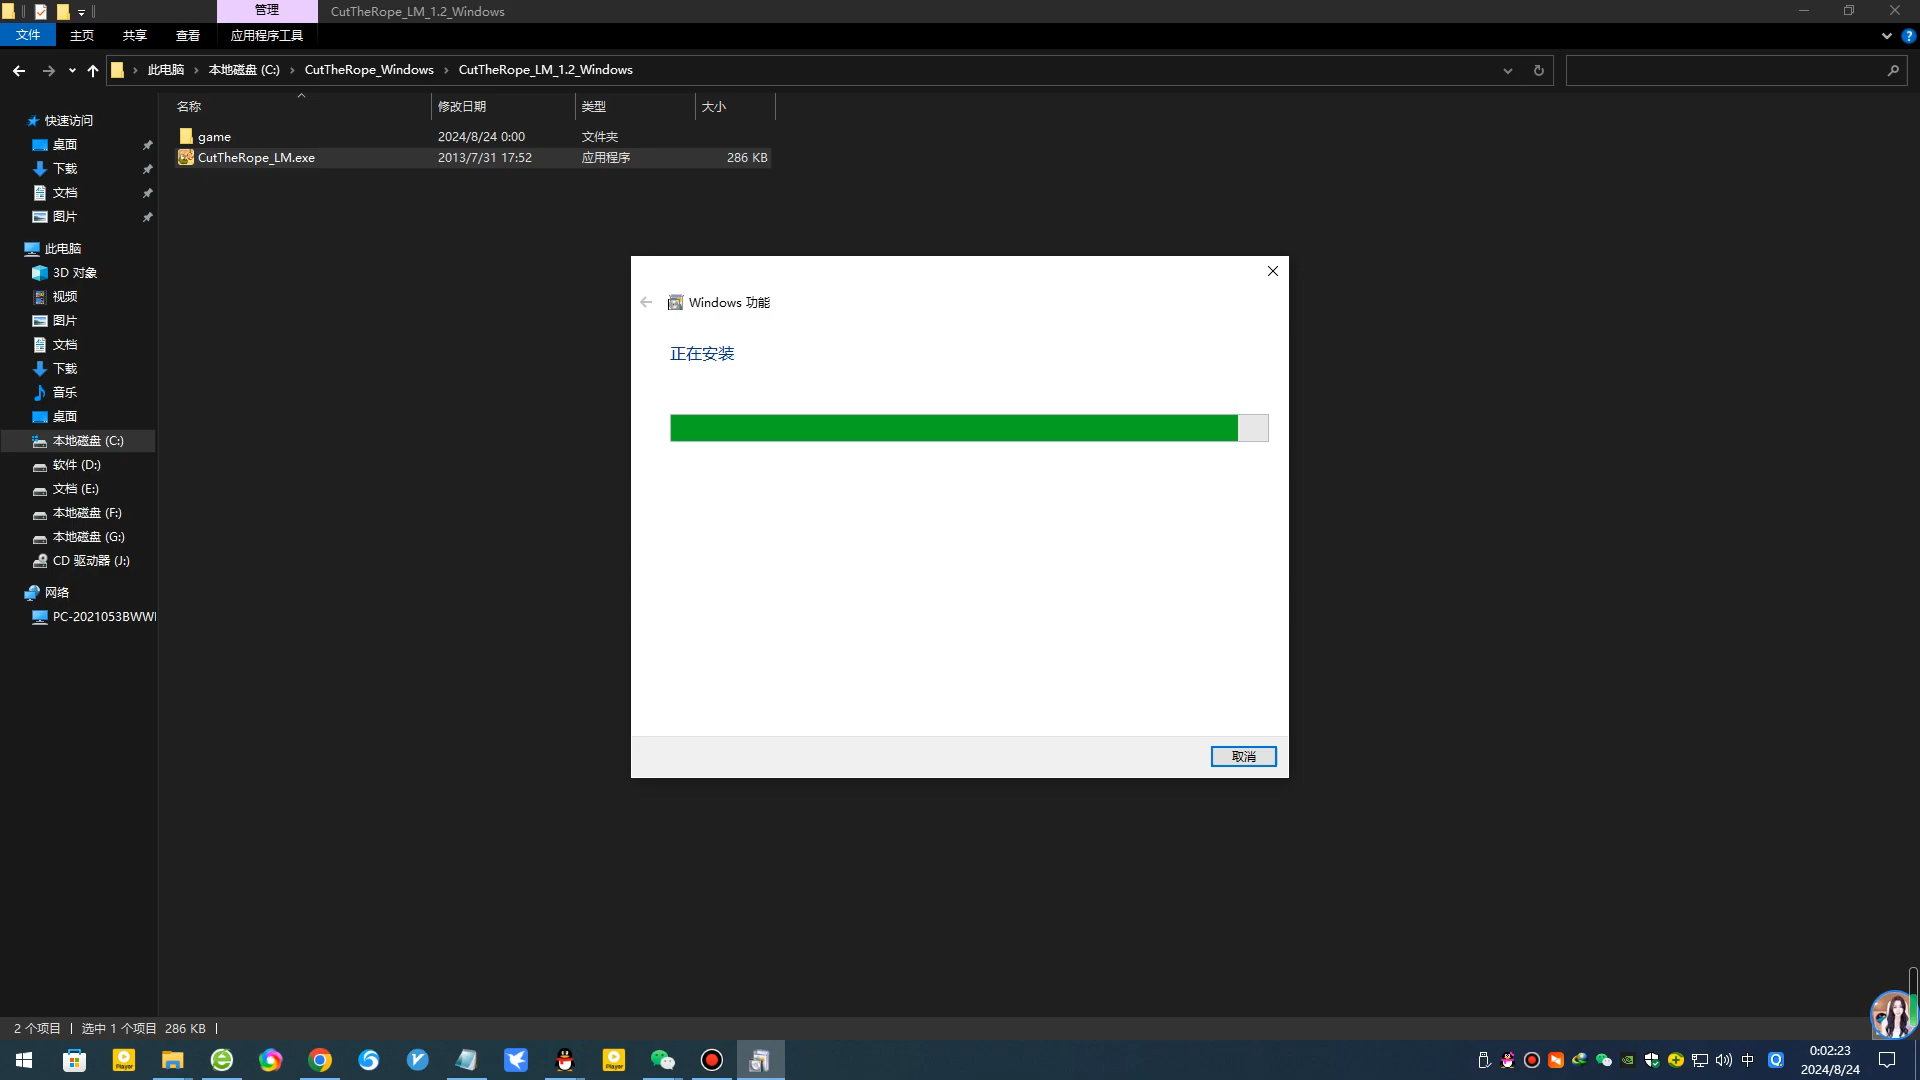 管理
CutTheRope_LM_1.2_Windows
文件
主页
共享
查看
应用程序工具
此电脑 › 本地磁盘 (C:) › CutTheRope_Windows › CutTheRope_LM_1.2_Windows
名称
修改日期
类型
大小
game
2024/8/24 0:00
文件夹
CutTheRope_LM.exe
2013/7/31 17:52
应用程序
286 KB
快速访问
桌面
下载
文档
图片
此电脑
3D 对象
视频
图片
文档
下载
音乐
桌面
本地磁盘 (C:)
软件 (D:)
文档 (E:)
本地磁盘 (F:)
本地磁盘 (G:)
CD 驱动器 (J:)
网络
PC-2021053BWW
Windows 功能
正在安装
取消
2 个项目
选中 1 个项目 286 KB
Player
Player
中
0:02:23
2024/8/24